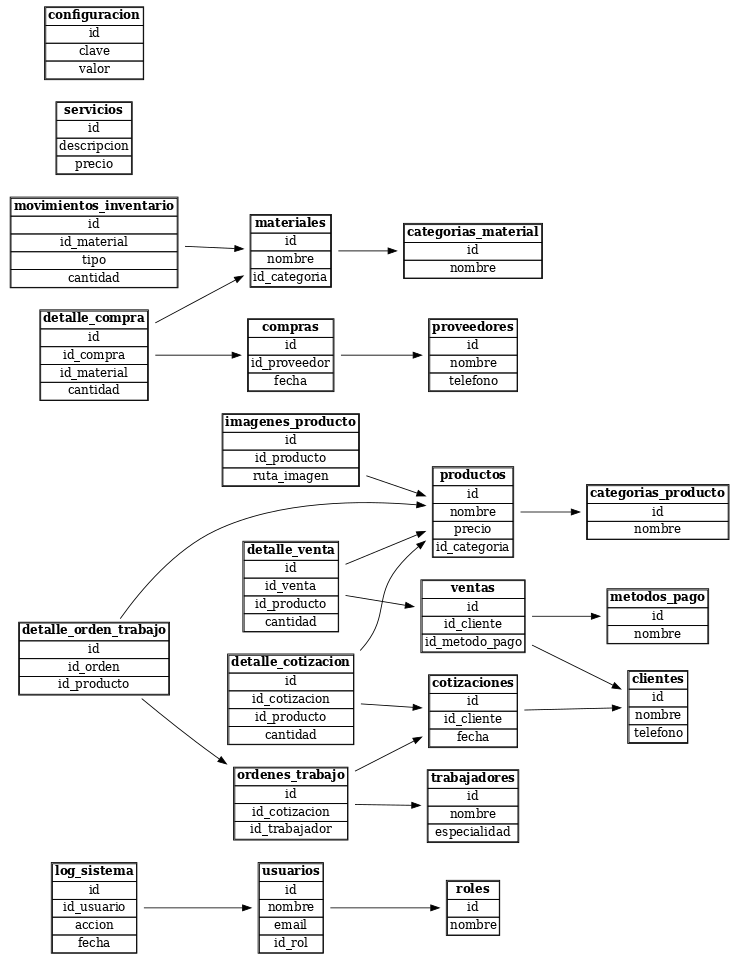 configuracion
id
clave
valor
servicios
id
descripcion
precio
movimientos_inventario
id
id_material
tipo
cantidad
materiales
id
nombre
id_categoria
categorias_material
id
nombre
detalle_compra
id
id_compra
id_material
cantidad
compras
id
id_proveedor
fecha
proveedores
id
nombre
telefono
imagenes_producto
id
id_producto
ruta_imagen
productos
id
nombre
precio
id_categoria
categorias_producto
id
nombre
detalle_venta
id
id_venta
id_producto
cantidad
ventas
id
id_cliente
id_metodo_pago
metodos_pago
id
nombre
detalle_orden_trabajo
id
id_orden
id_producto
detalle_cotizacion
id
id_cotizacion
id_producto
cantidad
cotizaciones
id
id_cliente
fecha
clientes
id
nombre
telefono
ordenes_trabajo
id
id_cotizacion
id_trabajador
trabajadores
id
nombre
especialidad
log_sistema
id
id_usuario
accion
fecha
usuarios
id
nombre
email
id_rol
roles
id
nombre